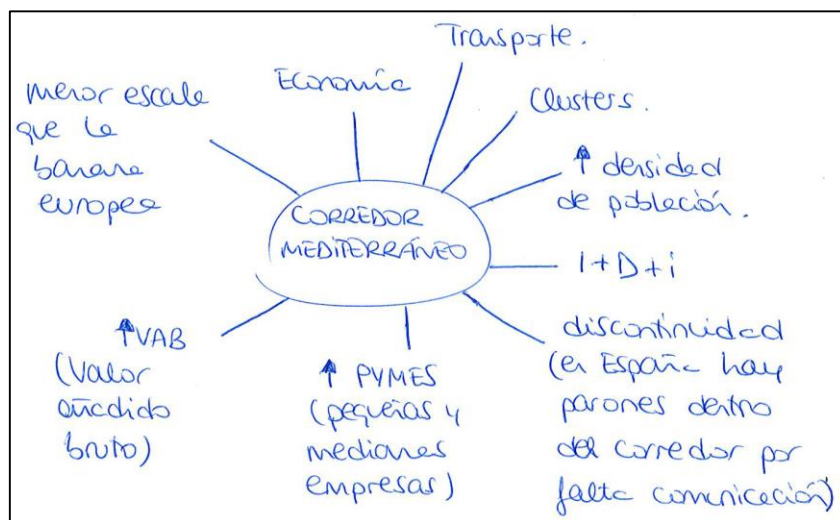 Transporte.
Economía
Clusters.
menor escala
que la
banana
europea
↑ densidad
de población.
CORREDOR
MEDITERRÁNEO
I+D+i
↑VAB
(Valor
añadido
bruto)
↑ PYMES
(pequeñas y
medianas
empresas)
discontinuidad
(en España hay
parones dentro
del corredor por
falta comunicación)